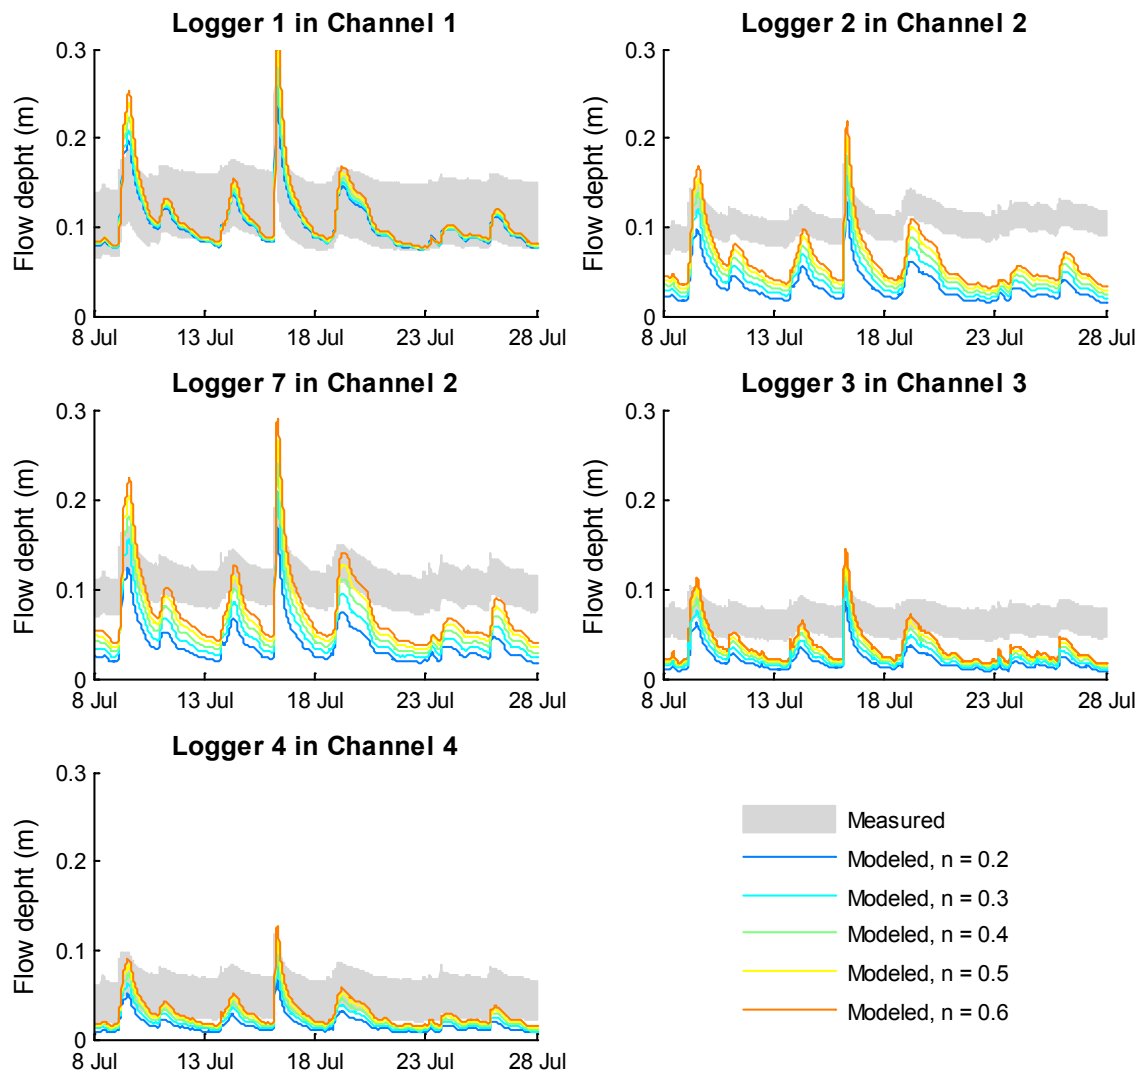 Logger 1 in Channel 1
Flow depht (m)
0.3
0.2
0.1
0
8 Jul 13 Jul 18 Jul 23 Jul 28 Jul
Logger 2 in Channel 2
Flow depht (m)
0.3
0.2
0.1
0
8 Jul 13 Jul 18 Jul 23 Jul 28 Jul
Logger 7 in Channel 2
Flow depht (m)
0.3
0.2
0.1
0
8 Jul 13 Jul 18 Jul 23 Jul 28 Jul
Logger 3 in Channel 3
Flow depht (m)
0.3
0.2
0.1
0
8 Jul 13 Jul 18 Jul 23 Jul 28 Jul
Logger 4 in Channel 4
Flow depht (m)
0.3
0.2
0.1
0
8 Jul 13 Jul 18 Jul 23 Jul 28 Jul
Measured
Modeled, n = 0.2
Modeled, n = 0.3
Modeled, n = 0.4
Modeled, n = 0.5
Modeled, n = 0.6